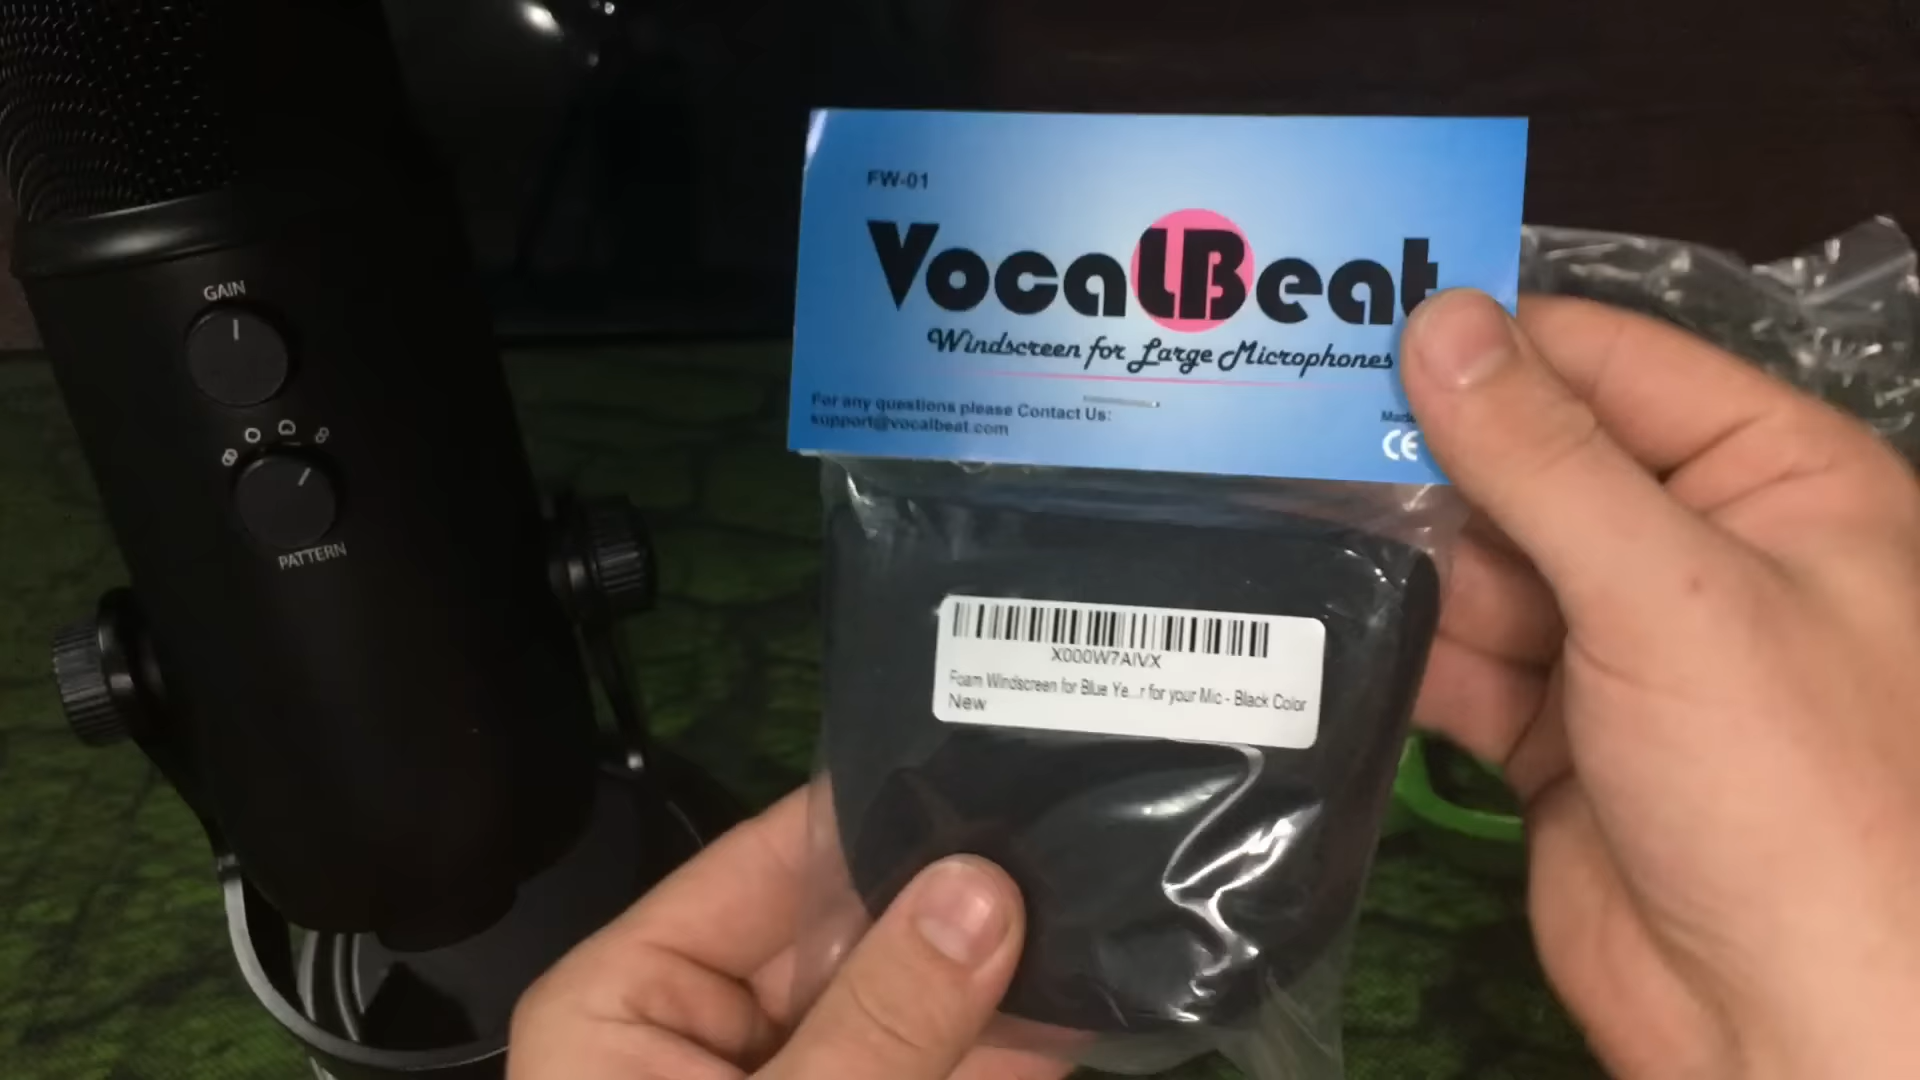 GAIN
PATTERN
FW-01
VocalBeat
Windscreen for Large Microphones
For any questions please Contact Us:
support@vocalbeat.com
Made
CE
X000W7AIVX
Foam Windscreen for Blue Ye...r for your Mic - Black Color
New